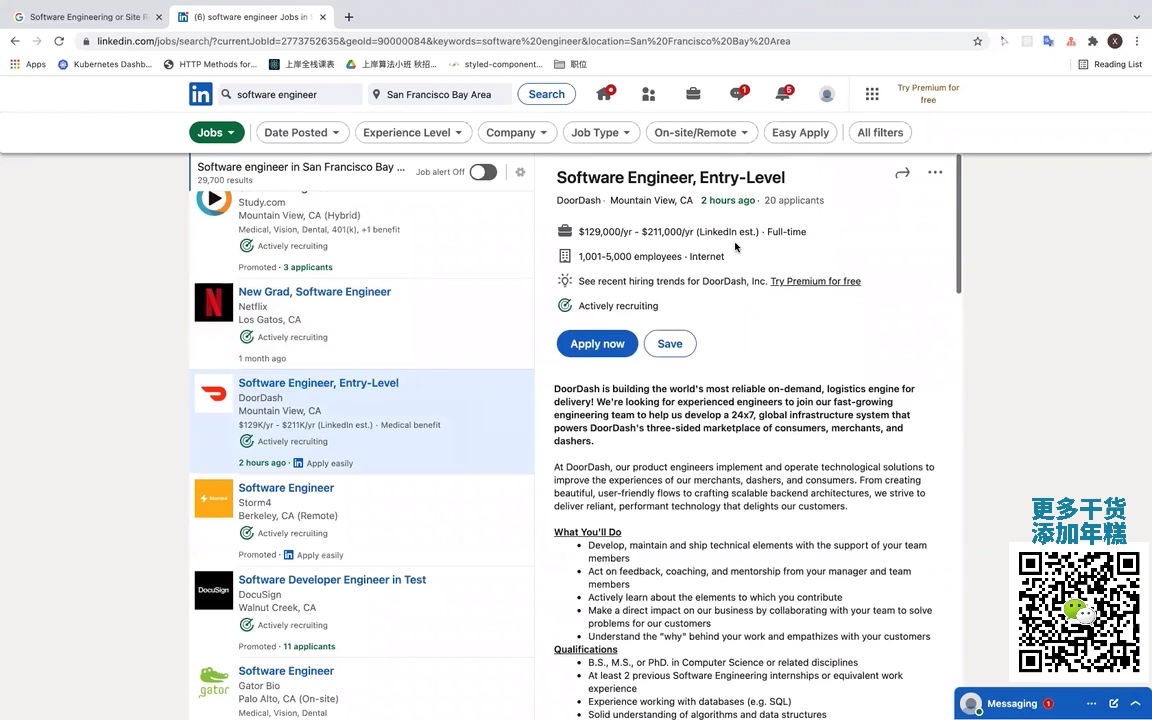 Software Engineering or Site R
(6) software engineer Jobs in S
linkedin.com/jobs/search/?currentJobId=2773752635&geoId=90000084&keywords=software%20engineer&location=San%20Francisco%20Bay%20Area
Apps
Kubernetes Dashb...
HTTP Methods for...
上岸全栈课表
上岸算法小班 秋招...
styled-component...
职位
Reading List
software engineer
San Francisco Bay Area
Search
1
5
Try Premium for
free
Jobs
Date Posted
Experience Level
Company
Job Type
On-site/Remote
Easy Apply
All filters
Software engineer in San Francisco Bay ...
29,700 results
Job alert Off
Study.com
Mountain View, CA (Hybrid)
Medical, Vision, Dental, 401(k), +1 benefit
Actively recruiting
Promoted · 3 applicants
New Grad, Software Engineer
Netflix
Los Gatos, CA
Actively recruiting
1 month ago
Software Engineer, Entry-Level
DoorDash
Mountain View, CA
$129K/yr - $211K/yr (LinkedIn est.) · Medical benefit
Actively recruiting
2 hours ago · Apply easily
Software Engineer
Storm4
Berkeley, CA (Remote)
Actively recruiting
Promoted · Apply easily
DocuSign
Software Developer Engineer in Test
DocuSign
Walnut Creek, CA
Actively recruiting
Promoted · 11 applicants
gator
Software Engineer
Gator Bio
Palo Alto, CA (On-site)
Medical, Vision, Dental
Software Engineer, Entry-Level
DoorDash · Mountain View, CA 2 hours ago · 20 applicants
$129,000/yr - $211,000/yr (LinkedIn est.) · Full-time
1,001-5,000 employees · Internet
See recent hiring trends for DoorDash, Inc. Try Premium for free
Actively recruiting
Apply now
Save
DoorDash is building the world's most reliable on-demand, logistics engine for
delivery! We're looking for experienced engineers to join our fast-growing
engineering team to help us develop a 24x7, global infrastructure system that
powers DoorDash's three-sided marketplace of consumers, merchants, and
dashers.
At DoorDash, our product engineers implement and operate technological solutions to
improve the experiences of our merchants, dashers, and consumers. From creating
beautiful, user-friendly flows to crafting scalable backend architectures, we strive to
deliver reliable, performant technology that delights our customers.
What You'll Do
Develop, maintain and ship technical elements with the support of your team
members
Act on feedback, coaching, and mentorship from your manager and team
members
Actively learn about the elements to which you contribute
Make a direct impact on our business by collaborating with your team to solve
problems for our customers
Understand the "why" behind your work and empathizes with your customers
Qualifications
B.S., M.S., or PhD. in Computer Science or related disciplines
At least 2 previous Software Engineering internships or equivalent work
experience
Experience working with databases (e.g. SQL)
Solid understanding of algorithms and data structures
更多干货
添加年糕
Messaging 1